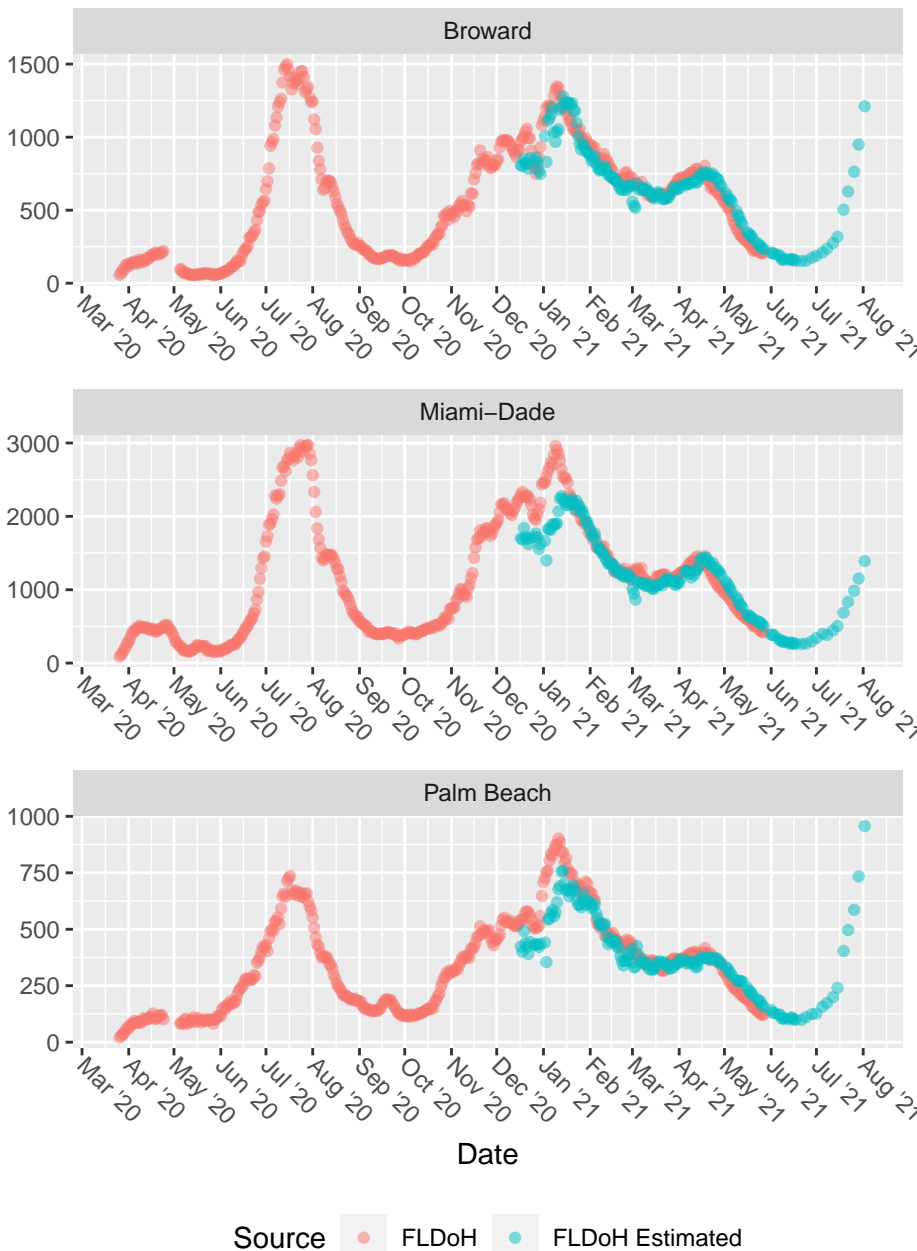 Broward
1500
1000
500
0
Mar '20 Apr '20 May '20 Jun '20 Jul '20 Aug '20 Sep '20 Oct '20 Nov '20 Dec '20 Jan '21 Feb '21 Mar '21 Apr '21 May '21 Jun '21 Jul '21 Aug '21
Miami−Dade
3000
2000
1000
0
Mar '20 Apr '20 May '20 Jun '20 Jul '20 Aug '20 Sep '20 Oct '20 Nov '20 Dec '20 Jan '21 Feb '21 Mar '21 Apr '21 May '21 Jun '21 Jul '21 Aug '21
Palm Beach
1000
750
500
250
0
Mar '20 Apr '20 May '20 Jun '20 Jul '20 Aug '20 Sep '20 Oct '20 Nov '20 Dec '20 Jan '21 Feb '21 Mar '21 Apr '21 May '21 Jun '21 Jul '21 Aug '21
Date
Source FLDoH FLDoH Estimated